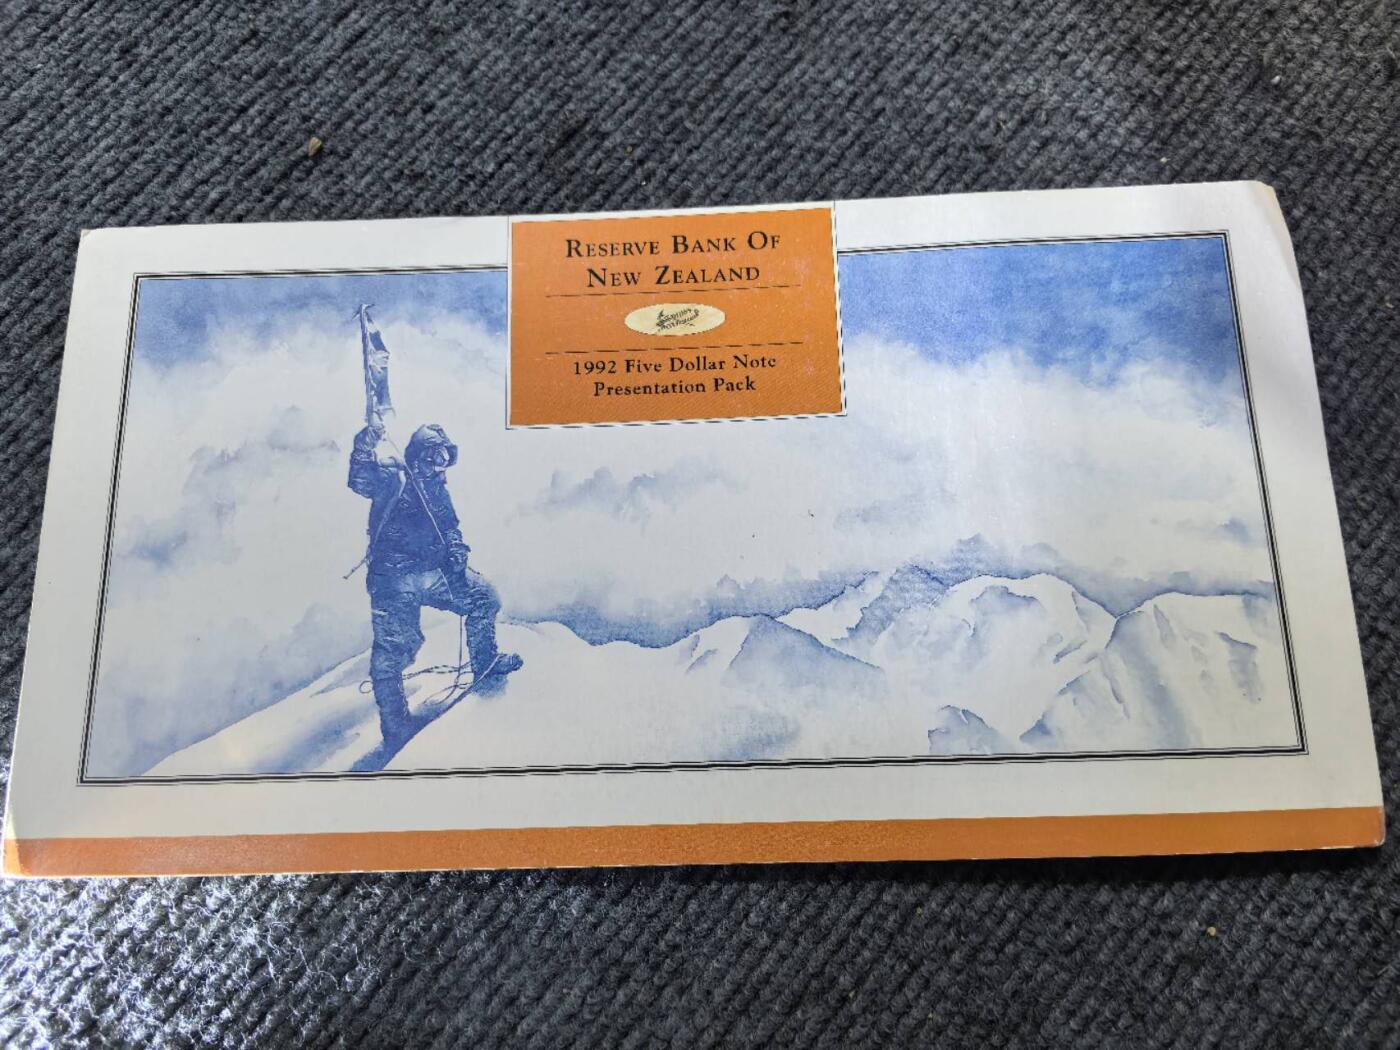 Reserve Bank Of
New Zealand
1992 Five Dollar Note
Presentation Pack